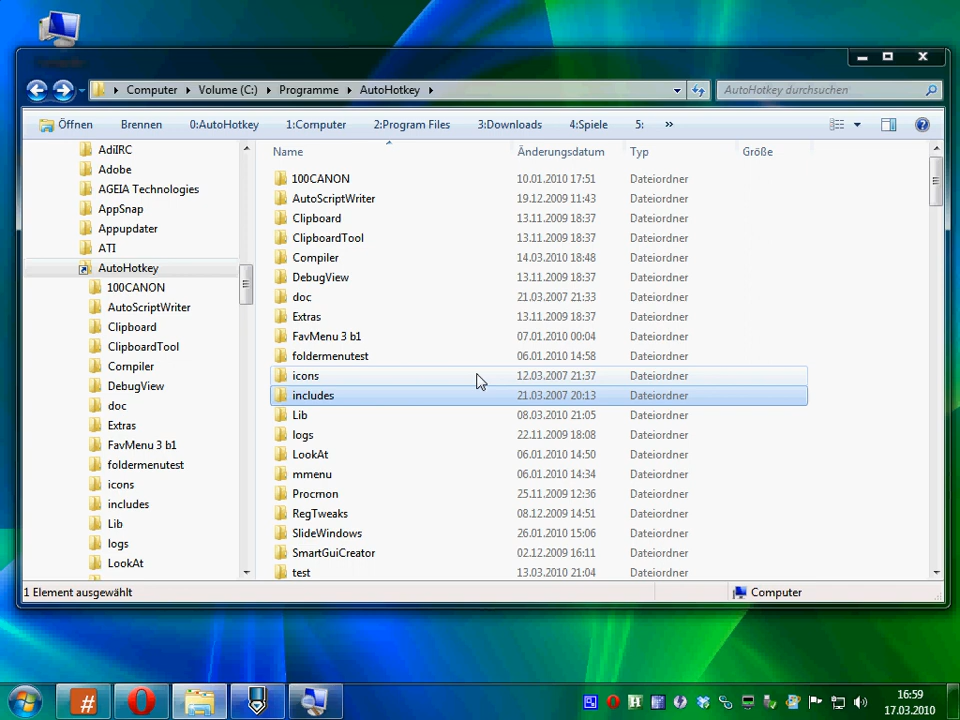 Computer Volume (C:) Programme AutoHotkey
AutoHotkey durchsuchen
Öffnen Brennen 0:AutoHotkey 1:Computer 2:Program Files 3:Downloads 4:Spiele 5: »
AdiIRC
Adobe
AGEIA Technologies
AppSnap
Appupdater
ATI
AutoHotkey
100CANON
AutoScriptWriter
Clipboard
ClipboardTool
Compiler
DebugView
doc
Extras
FavMenu 3 b1
foldermenutest
icons
includes
Lib
logs
LookAt
Name Änderungsdatum Typ Größe
100CANON 10.01.2010 17:51 Dateiordner
AutoScriptWriter 19.12.2009 11:43 Dateiordner
Clipboard 13.11.2009 18:37 Dateiordner
ClipboardTool 13.11.2009 18:37 Dateiordner
Compiler 14.03.2010 18:48 Dateiordner
DebugView 13.11.2009 18:37 Dateiordner
doc 21.03.2007 21:33 Dateiordner
Extras 13.11.2009 18:37 Dateiordner
FavMenu 3 b1 07.01.2010 00:04 Dateiordner
foldermenutest 06.01.2010 14:58 Dateiordner
icons 12.03.2007 21:37 Dateiordner
includes 21.03.2007 20:13 Dateiordner
Lib 08.03.2010 21:05 Dateiordner
logs 22.11.2009 18:08 Dateiordner
LookAt 06.01.2010 14:50 Dateiordner
mmenu 06.01.2010 14:34 Dateiordner
Procmon 25.11.2009 12:36 Dateiordner
RegTweaks 08.12.2009 14:51 Dateiordner
SlideWindows 26.01.2010 15:06 Dateiordner
SmartGuiCreator 02.12.2009 16:11 Dateiordner
test 13.03.2010 21:04 Dateiordner
1 Element ausgewählt Computer
16:59
17.03.2010